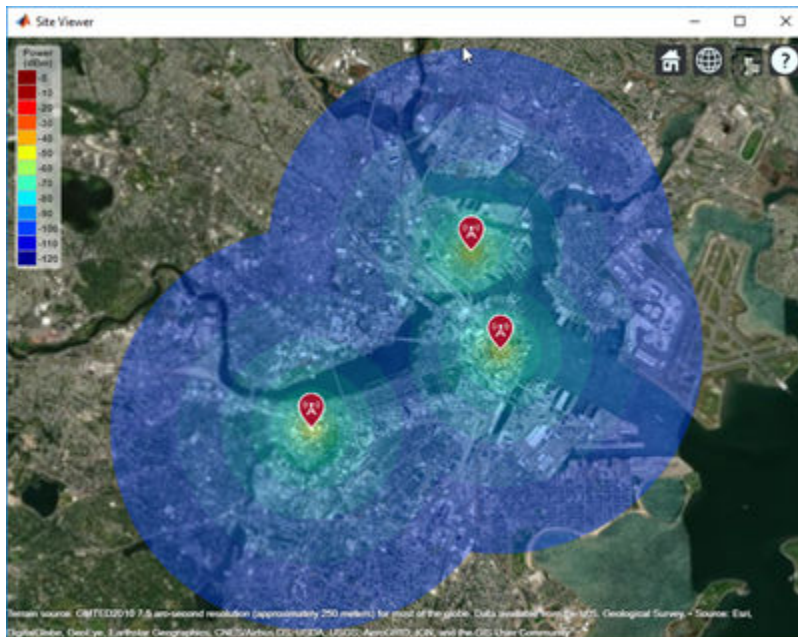 Site Viewer
Power
(dBm)
-5
-10
-20
-30
-40
-50
-60
-70
-80
-90
-100
-110
-120
?
Terrain source: GMTED2010 7.5 arc-second resolution (approximately 250 meters) for most of the globe. Data available from the U.S. Geological Survey. • Source: Esri,
DigitalGlobe, GeoEye, Earthstar Geographics, CNES/Airbus DS, USDA, USGS, AeroGRID, IGN, and the GIS User Community